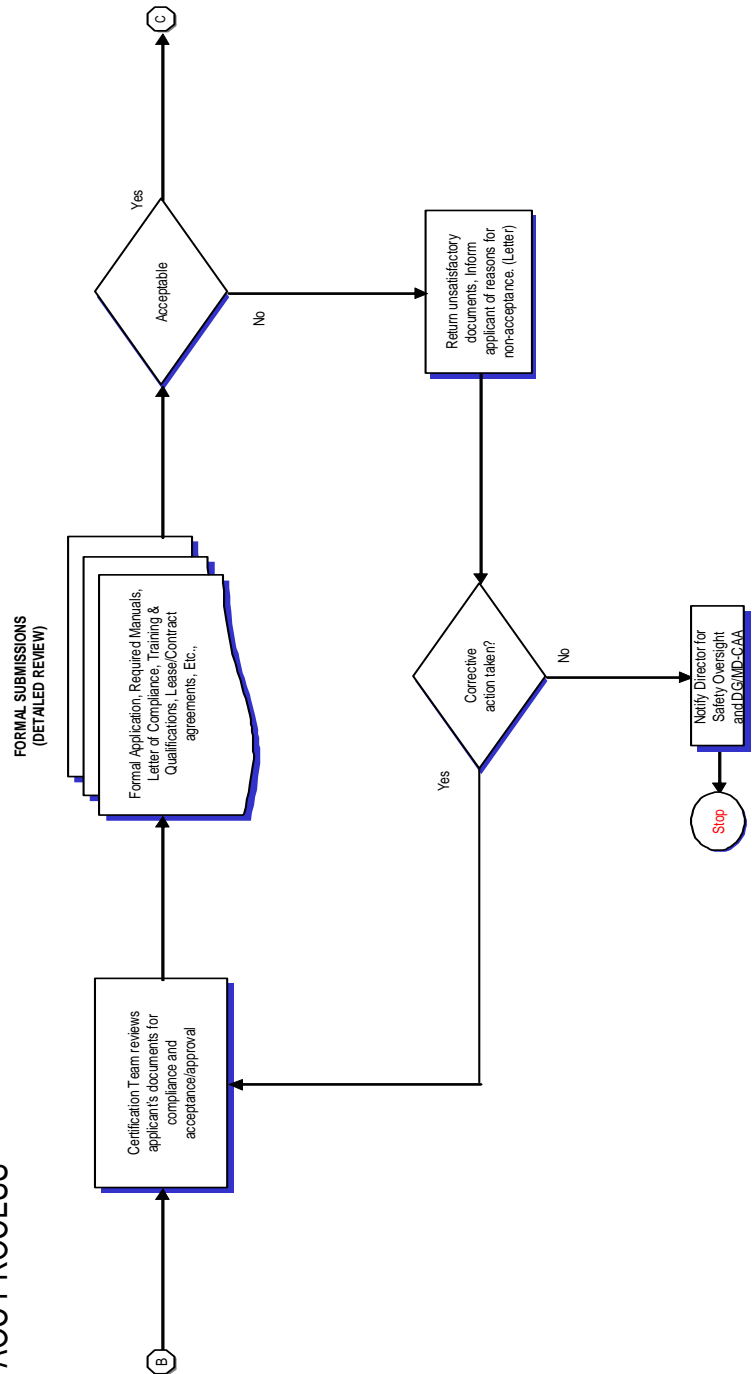 AOC PROCESS
FORMAL SUBMISSIONS
(DETAILED REVIEW)
B
Certification Team reviews
applicant's documents for
compliance and
acceptance/approval
Formal Application, Required Manuals,
Letter of Compliance, Training &
Qualifications, Lease/Contract
agreements, Etc.,
Acceptable
Yes
C
No
Return unsatisfactory
documents, Inform
applicant of reasons for
non-acceptance. (Letter)
Corrective
action taken?
Yes
No
Notify Director for
Safety Oversight
and DG/MD-CAA
Stop